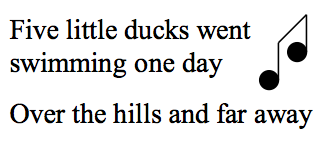 Five little ducks went
swimming one day
Over the hills and far away